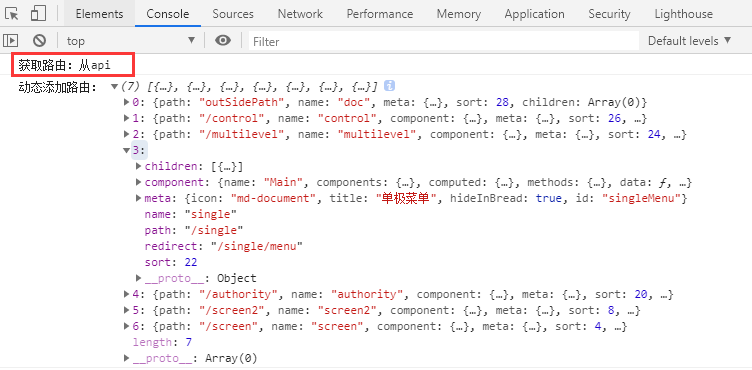 Elements Console Sources Network Performance Memory Application Security Lighthouse
top Filter Default levels
获取路由: 从api
动态添加路由: (7) [{…}, {…}, {…}, {…}, {…}, {…}, {…}]
0: {path: "outSidePath", name: "doc", meta: {…}, sort: 28, children: Array(0)}
1: {path: "/control", name: "control", component: {…}, meta: {…}, sort: 26, …}
2: {path: "/multilevel", name: "multilevel", component: {…}, meta: {…}, sort: 24, …}
3:
children: [{…}]
component: {name: "Main", components: {…}, computed: {…}, methods: {…}, data: ƒ, …}
meta: {icon: "md-document", title: "单极菜单", hideInBread: true, id: "singleMenu"}
name: "single"
path: "/single"
redirect: "/single/menu"
sort: 22
__proto__: Object
4: {path: "/authority", name: "authority", component: {…}, meta: {…}, sort: 20, …}
5: {path: "/screen2", name: "screen2", component: {…}, meta: {…}, sort: 8, …}
6: {path: "/screen", name: "screen", component: {…}, meta: {…}, sort: 4, …}
length: 7
__proto__: Array(0)